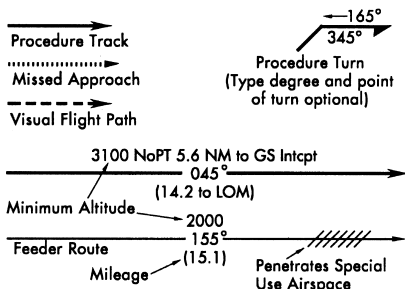 165°
345°
Procedure Track
Missed Approach
Visual Flight Path
Procedure Turn
(Type degree and point
of turn optional)
3100 NoPT 5.6 NM to GS Intcpt
045°
(14.2 to LOM)
Minimum Altitude
2000
155°
Feeder Route
(15.1)
Mileage
Penetrates Special
Use Airspace